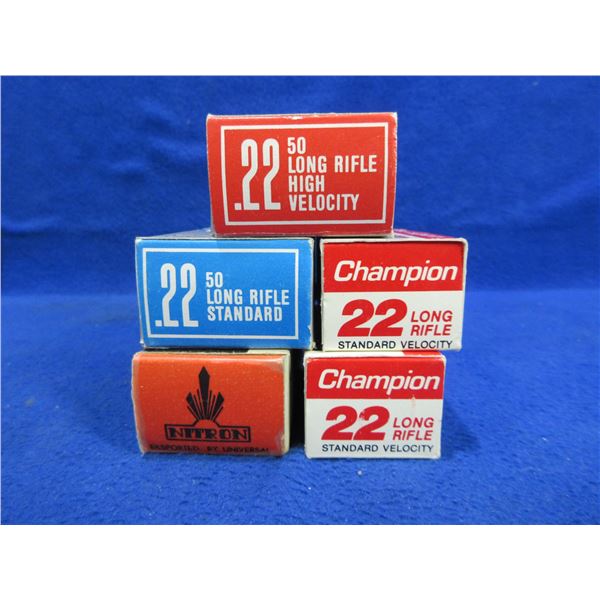 .22
50
LONG RIFLE
HIGH
VELOCITY
.22
50
LONG RIFLE
STANDARD
Champion
22 LONG
RIFLE
STANDARD VELOCITY
NITRON
EXPORTED BY UNIVERSAL
Champion
22 LONG
RIFLE
STANDARD VELOCITY